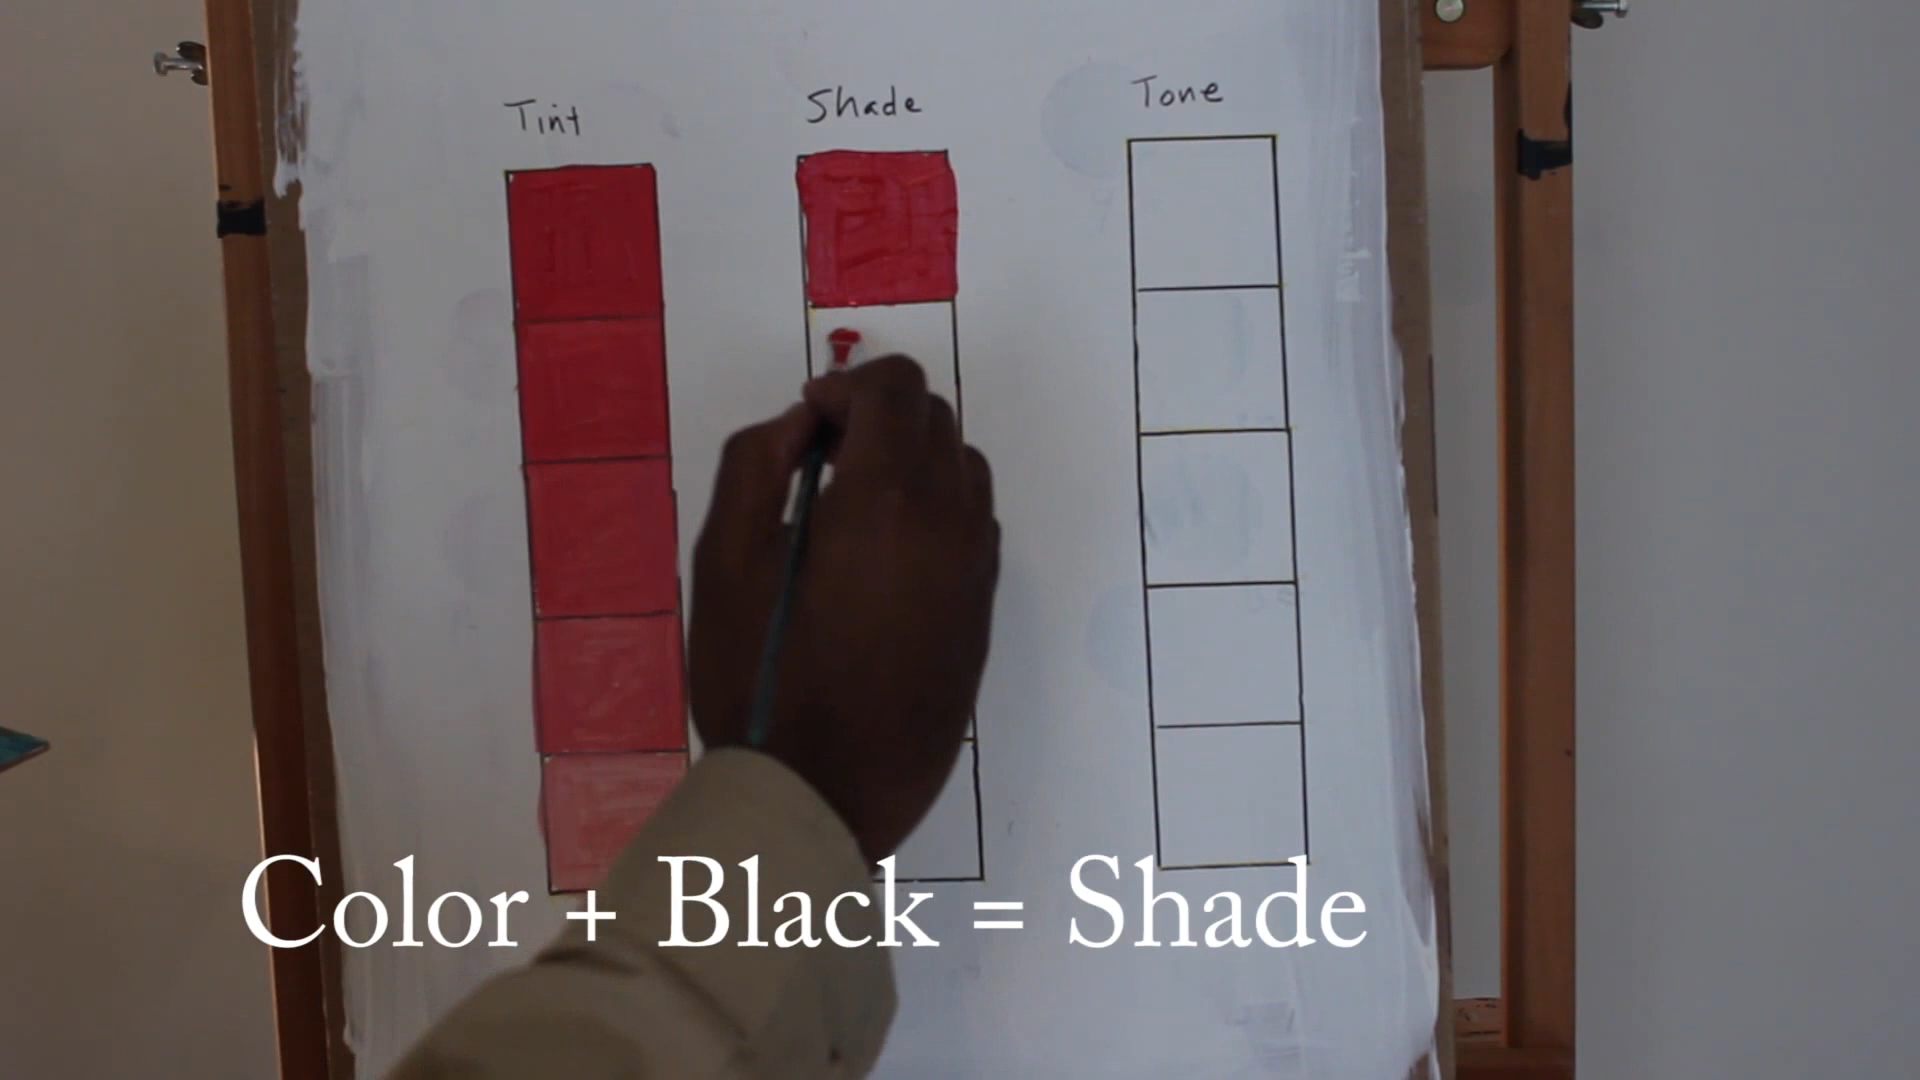 Tint
Shade
Tone
Color + Black = Shade